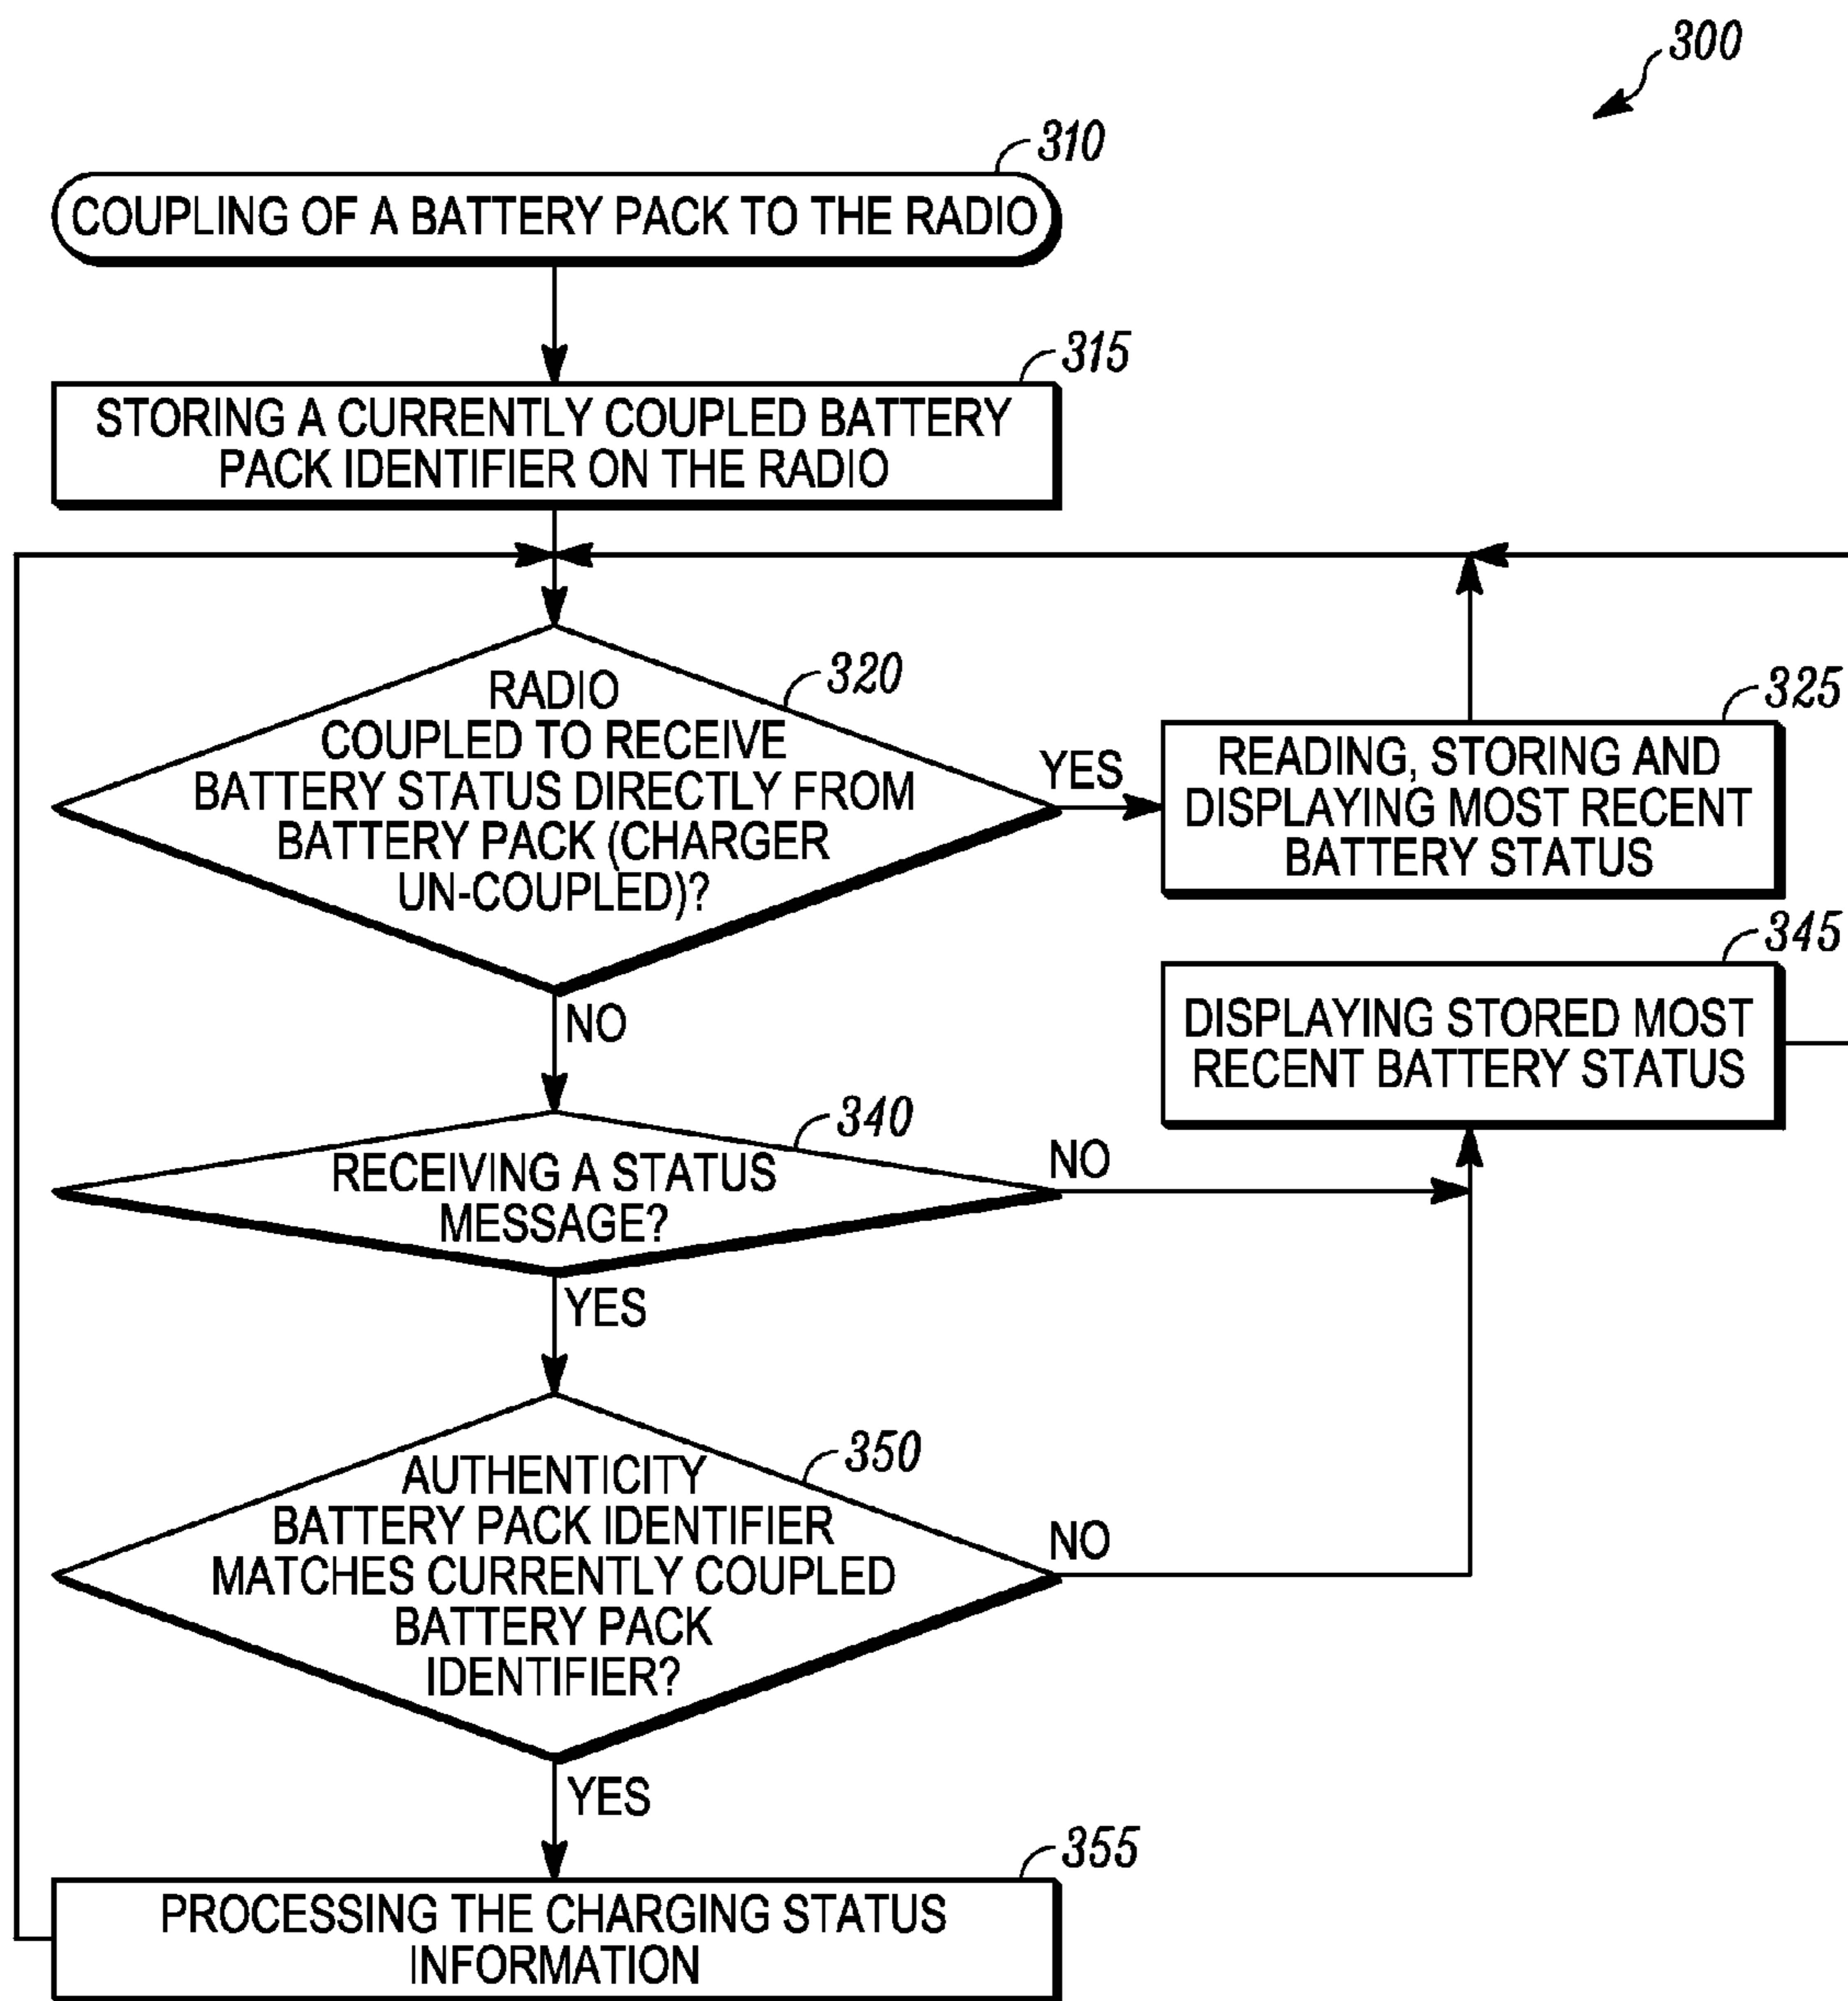 300
310
COUPLING OF A BATTERY PACK TO THE RADIO
315
STORING A CURRENTLY COUPLED BATTERY
PACK IDENTIFIER ON THE RADIO
320
RADIO
COUPLED TO RECEIVE
BATTERY STATUS DIRECTLY FROM
BATTERY PACK (CHARGER
UN-COUPLED)?
YES
325
READING, STORING AND
DISPLAYING MOST RECENT
BATTERY STATUS
NO
345
DISPLAYING STORED MOST
RECENT BATTERY STATUS
340
RECEIVING A STATUS
MESSAGE?
NO
YES
350
AUTHENTICITY
BATTERY PACK IDENTIFIER
MATCHES CURRENTLY COUPLED
BATTERY PACK
IDENTIFIER?
NO
YES
355
PROCESSING THE CHARGING STATUS
INFORMATION